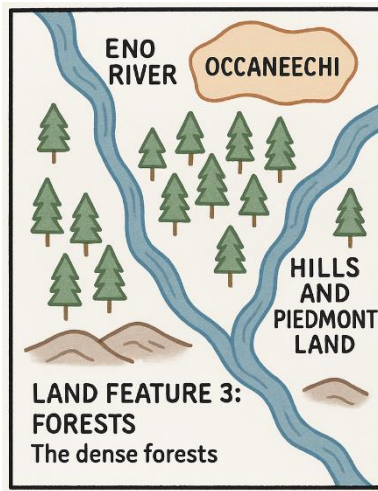 ENO
RIVER
OCCANEECHI
HILLS
AND
PIEDMONT
LAND
LAND FEATURE 3:
FORESTS
The dense forests